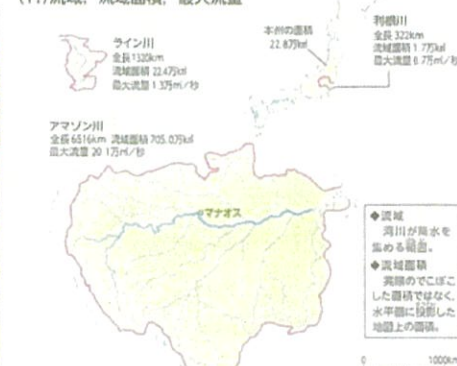 (11)流域，流域面積，最大流量
ライン川
全長1320km
流域面積 22.4万km²
最大流量 1.3万㎥／秒
本州の面積
22.8万km²
利根川
全長 322km
流域面積 1.7万km²
最大流量 1.7万㎥／秒
アマゾン川
全長6516km 流域面積 705.0万km²
最大流量 20.1万㎥／秒
マナオス
◆流域
河川が降水を
集める範囲。
◆流域面積
実際のでこぼこ
した面積ではなく，
水平面に投影した
地図上の面積。
0 1000km